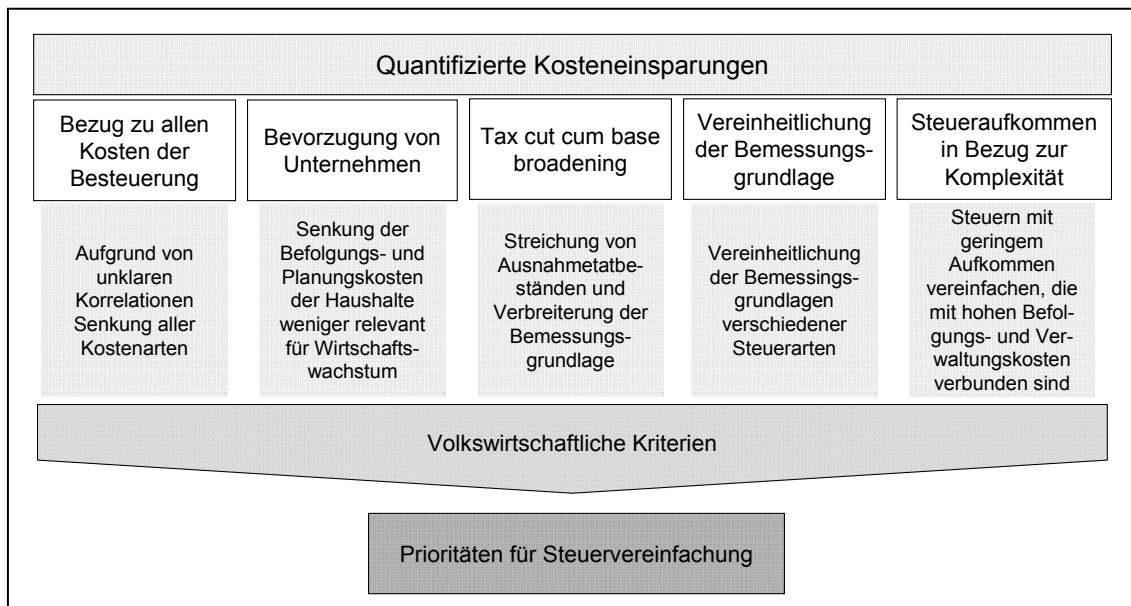 Quantifizierte Kosteneinsparungen
Bezug zu allen
Kosten der
Besteuerung
Bevorzugung von
Unternehmen
Tax cut cum base
broadening
Vereinheitlichung
der Bemessungs-
grundlage
Steueraufkommen
in Bezug zur
Komplexität
Aufgrund von
unklaren
Korrelationen
Senkung aller
Kostenarten
Senkung der
Befolgungs- und
Planungskosten
der Haushalte
weniger relevant
für Wirtschafts-
wachstum
Streichung von
Ausnahmetatbe-
ständen und
Verbreiterung der
Bemessungs-
grundlage
Vereinheitlichung
der Bemessings-
grundlagen
verschiedener
Steuerarten
Steuern mit
geringem
Aufkommen
vereinfachen, die
mit hohen Befol-
gungs- und Ver-
waltungskosten
verbunden sind
Volkswirtschaftliche Kriterien
Prioritäten für Steuervereinfachung